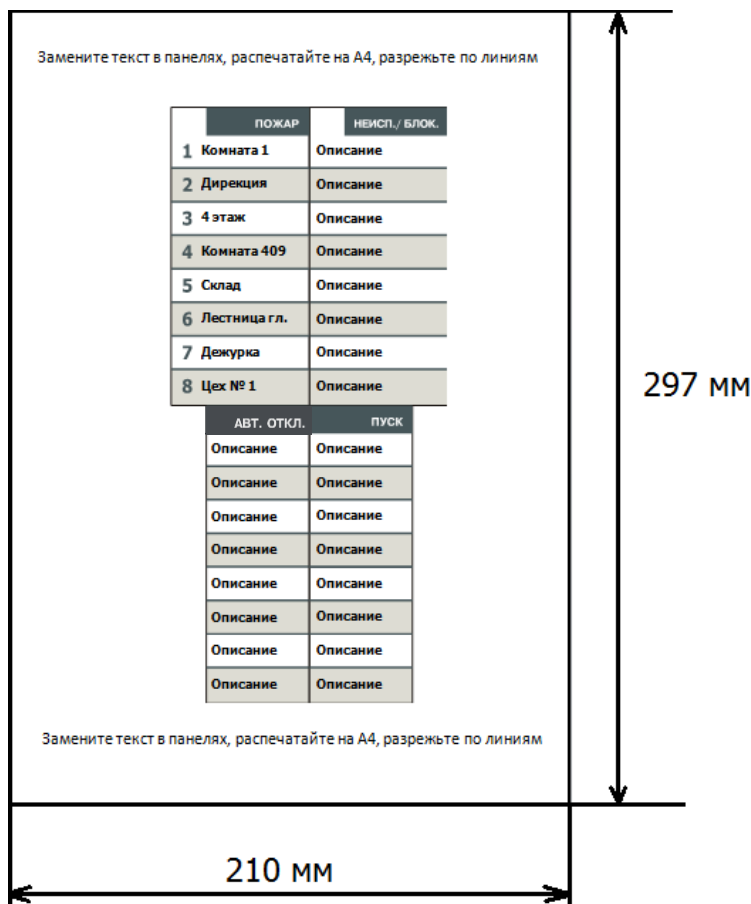 Замените текст в панелях, распечатайте на А4, разрежьте по линиям
ПОЖАР НЕИСП./ БЛОК.
1 Комната 1 Описание
2 Дирекция Описание
3 4 этаж Описание
4 Комната 409 Описание
5 Склад Описание
6 Лестница гл. Описание
7 Дежурка Описание
8 Цех № 1 Описание
АВТ. ОТКЛ. ПУСК
Описание Описание
Описание Описание
Описание Описание
Описание Описание
Описание Описание
Описание Описание
Описание Описание
Описание Описание
Замените текст в панелях, распечатайте на А4, разрежьте по линиям
297 мм
210 мм